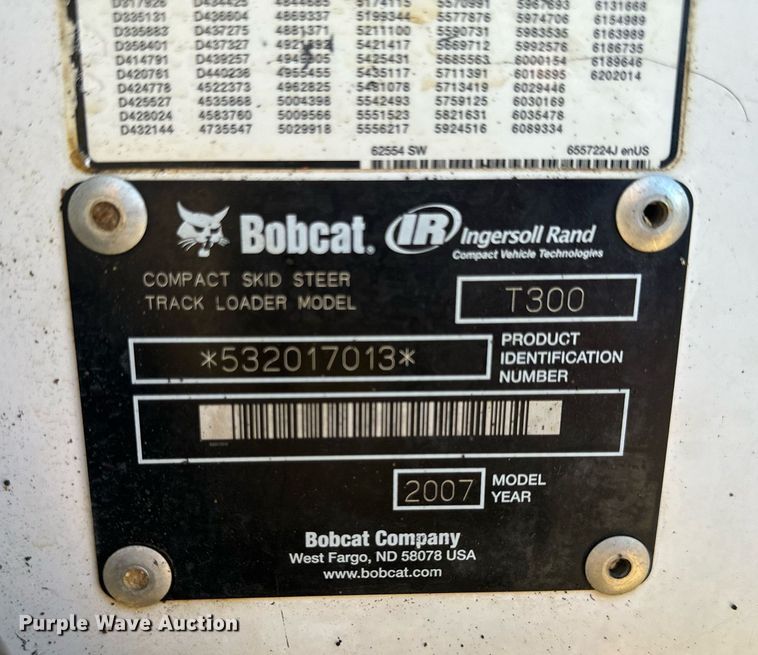 D335131 D436604 4869337 5199344 5577876 5974706 6154989
D335883 D437275 4881371 5211100 5590731 5983535 6163989
D358401 D437327 5421417 5669712 5992576 6186735
D414791 D439257 5425431 5685563 6000154 6189646
D420761 D440236 4955455 5435117 5711391 6018895 6202014
D424778 4522373 4962825 5481078 5713419 6029446
D425527 4535868 5004398 5542493 5759125 6030169
D428024 4583760 5009566 5551523 5821631 6035478
D432144 4735547 5029918 5556217 5924516 6089334
62554 SW 6557224J enUS
Bobcat. IR Ingersoll Rand
Compact Vehicle Technologies
COMPACT SKID STEER
TRACK LOADER MODEL
T300
*532017013*
PRODUCT
IDENTIFICATION
NUMBER
2007
MODEL
YEAR
Bobcat Company
West Fargo, ND 58078 USA
www.bobcat.com
Purple Wave Auction